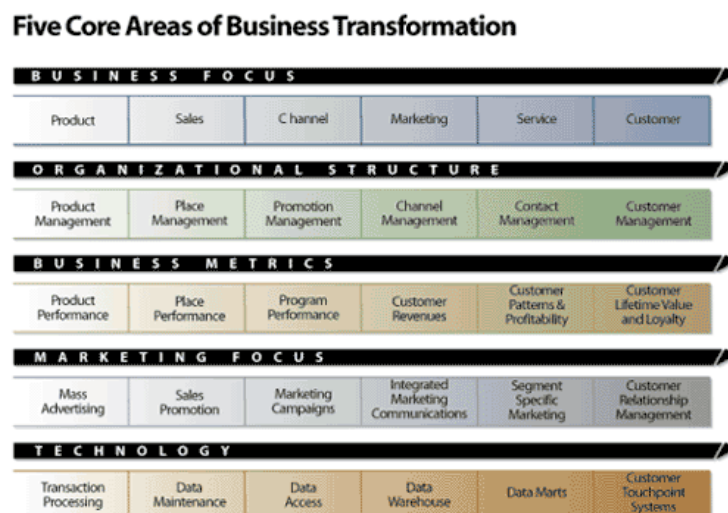 Five Core Areas of Business Transformation
BUSINESS FOCUS
Product Sales Channel Marketing Service Customer
ORGANIZATIONAL STRUCTURE
Product Place Promotion Channel Contact Customer
Management Management Management Management Management Management
BUSINESS METRICS
Product Performance
Place Performance
Program Performance
Customer Revenues
Customer Patterns & Profitability
Customer Lifetime Value and Loyalty
MARKETING FOCUS
Mass Advertising
Sales Promotion
Marketing Campaigns
Integrated Marketing Communications
Segment Specific Marketing
Customer Relationship Management
TECHNOLOGY
Transaction Processing
Data Maintenance
Data Access
Data Warehouse
Data Marts
Customer Touchpoint Systems